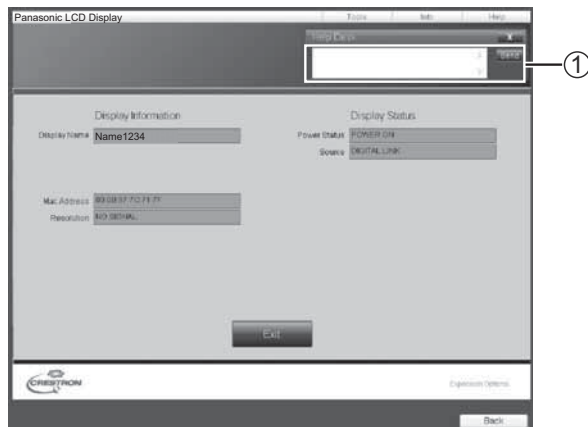 Panasonic LCD Display
Tools Info Help
Help Desk X
Send
1
Display Information Display Status
Display Name Name1234 Power Status POWER ON
Source DIGITAL LINK
Mac Address
Resolution NO SIGNAL
Exit
CRESTRON Expansion Options
Back